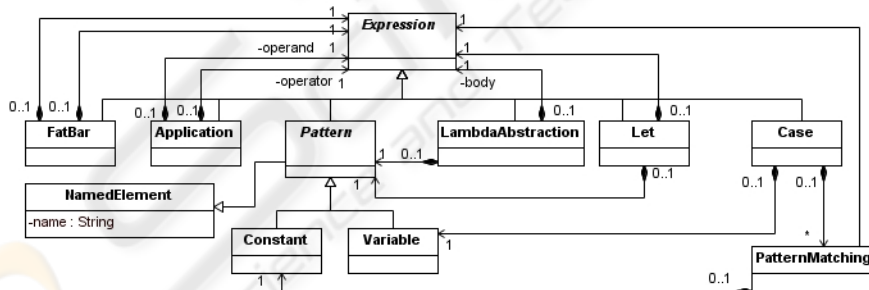 1
1
Expression
1
-operand
1
1
1
-operator
1
1
-body
0..1
0..1
0..1
0..1
0..1
0..1
FatBar
Application
Pattern
LambdaAbstraction
Let
Case
1
0..1
0..1
0..1
0..1
NamedElement
-name : String
1
1
Constant
Variable
1
*
PatternMatching
1
0..1